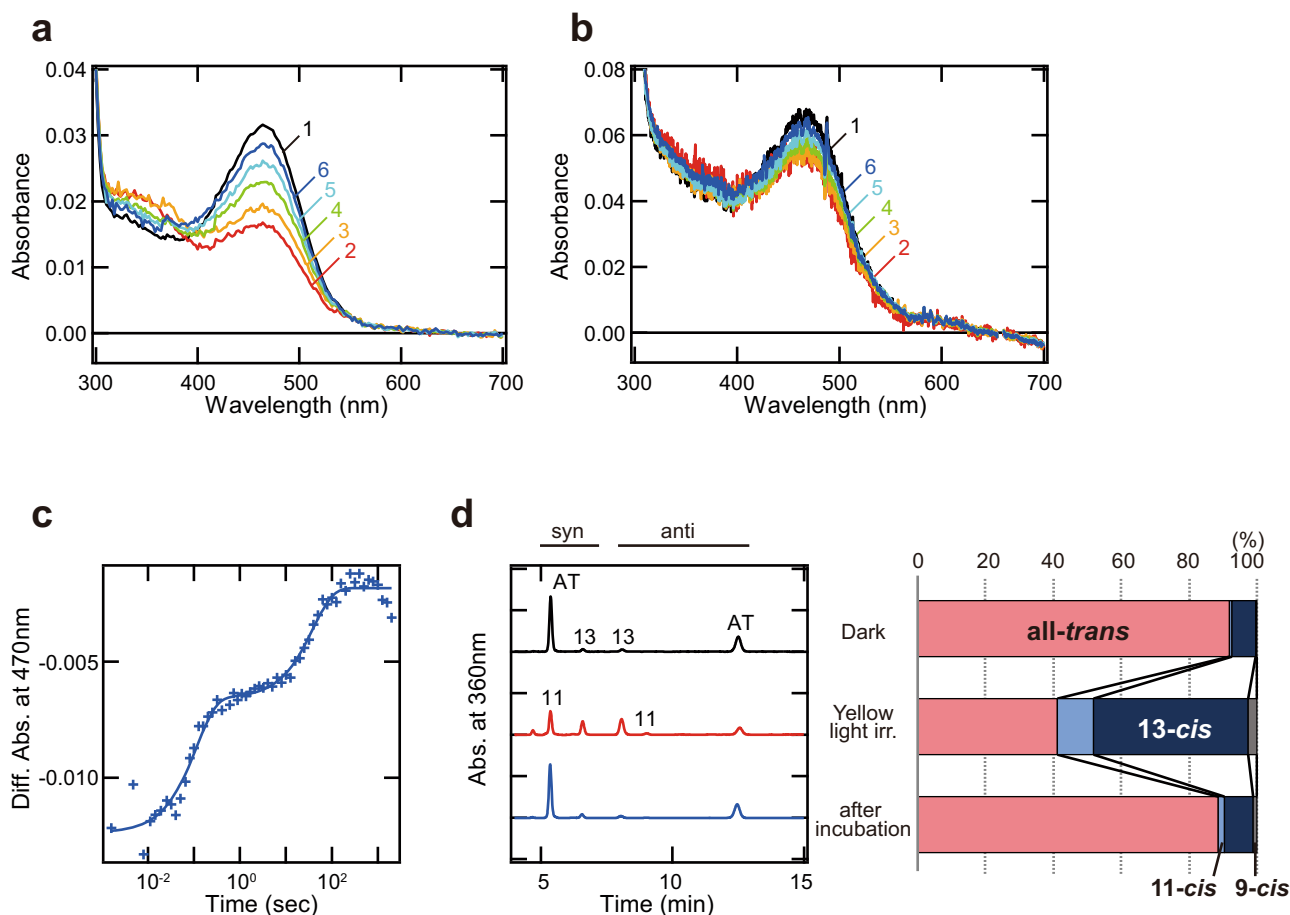 a
0.04
0.03
0.02
0.01
0.00
Absorbance
300 400 500 600 700
Wavelength (nm)
1
6
5
4
3
2
b
0.08
0.06
0.04
0.02
0.00
Absorbance
300 400 500 600 700
Wavelength (nm)
1
6
5
4
3
2
c
-0.005
-0.010
Diff. Abs. at 470nm
10-2 100 102
Time (sec)
d
syn anti
AT 13 13 AT
11 11
Abs. at 360nm
5 10 15
Time (min)
(%)
0 20 40 60 80 100
Dark
all-trans
Yellow
light irr.
13-cis
after
incubation
11-cis 9-cis